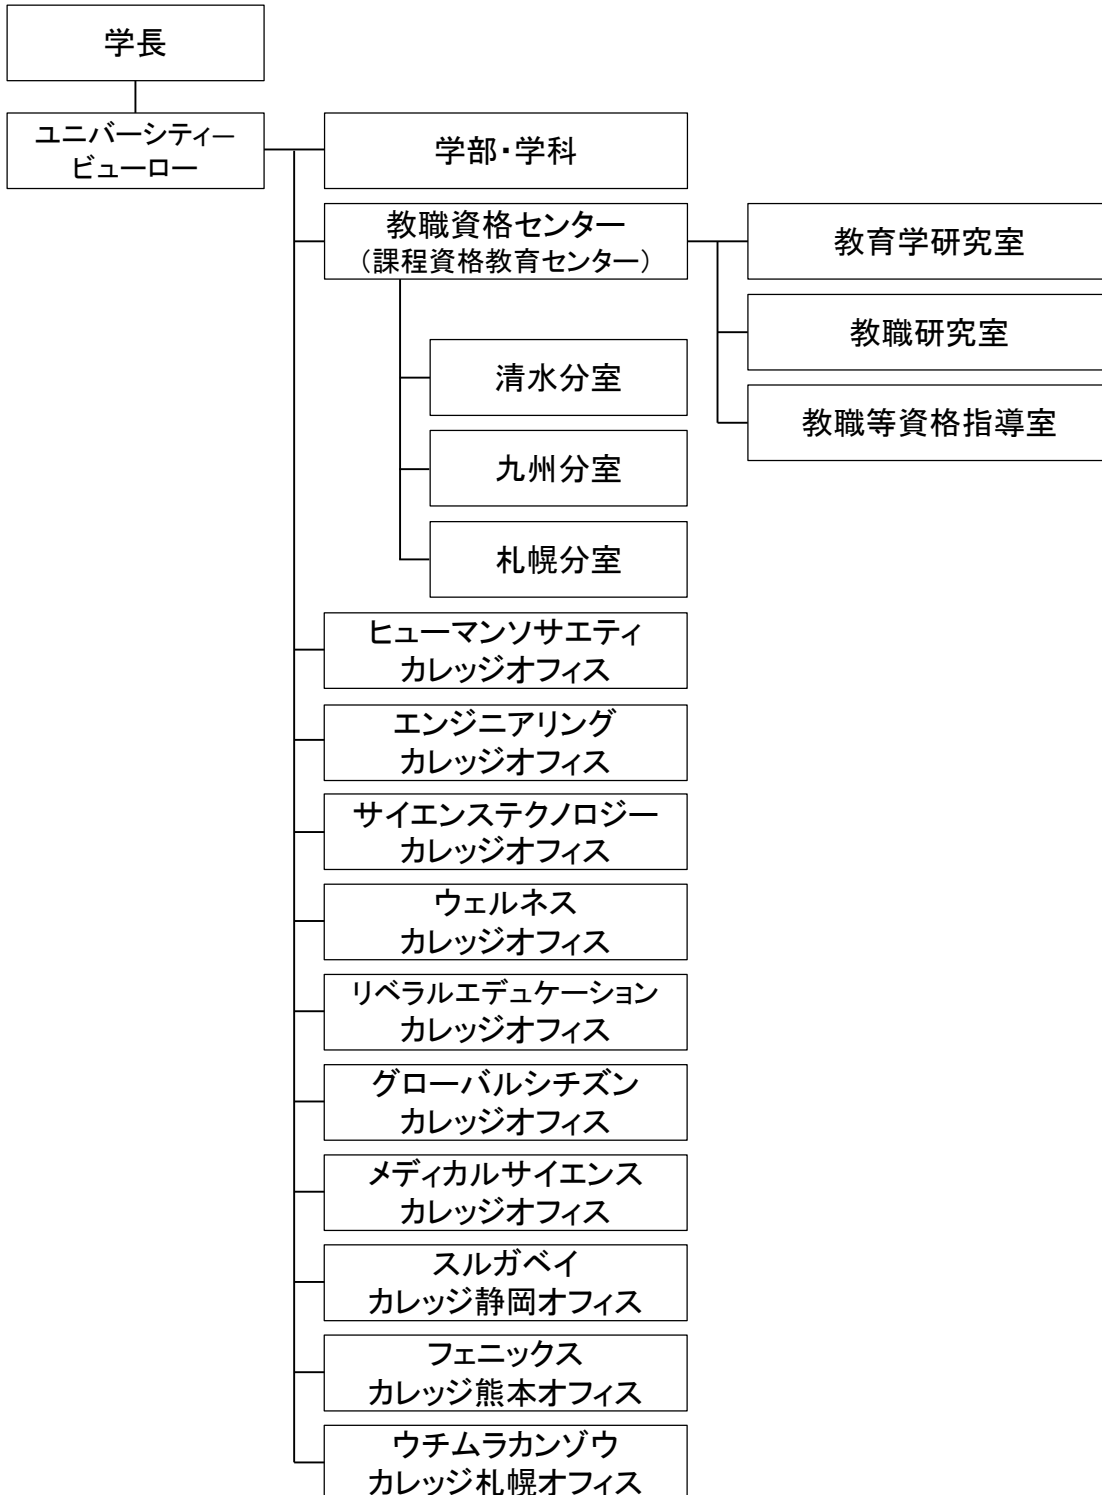 学長
ユニバーシティー
ビューロー
学部・学科
教職資格センター
（課程資格教育センター）
教育学研究室
教職研究室
教職等資格指導室
清水分室
九州分室
札幌分室
ヒューマンソサエティ
カレッジオフィス
エンジニアリング
カレッジオフィス
サイエンステクノロジー
カレッジオフィス
ウェルネス
カレッジオフィス
リベラルエデュケーション
カレッジオフィス
グローバルシチズン
カレッジオフィス
メディカルサイエンス
カレッジオフィス
スルガベイ
カレッジ静岡オフィス
フェニックス
カレッジ熊本オフィス
ウチムラカンゾウ
カレッジ札幌オフィス